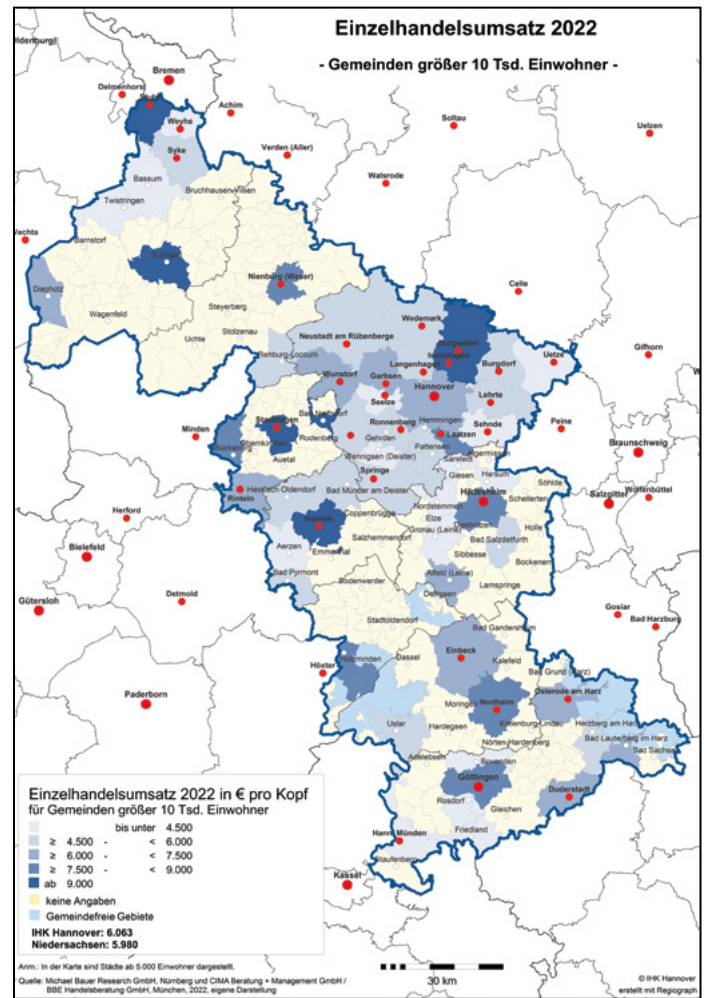 Einzelhandelsumsatz 2022
- Gemeinden größer 10 Tsd. Einwohner -
Bremen
Delmenhorst
Achim
Stuhr
Weyhe
Soltau
Uelzen
Syke
Verden (Aller)
Bassum
Walsrode
Bruchhausen-Vilsen
Twistringen
Vechta
Barnstorf
Sulingen
Nienburg (Weser)
Celle
Diepholz
Steyerberg
Wagenfeld
Wedemark
Stolzenau
Neustadt am Rübenberge
Uchte
Burgwedel
Gifhorn
Rehburg-Loccum
Isernhagen
Uetze
Langenhagen
Burgdorf
Wunstorf
Garbsen
Hannover
Seelze
Lehrte
Bad Nenndorf
Stadthagen
Hemmingen
Minden
Ronnenberg
Sehnde
Peine
Bückeburg
Obernkirchen
Rodenberg
Gehrden
Laatzen
Braunschweig
Pattensen
Auetal
Wennigsen (Deister)
Algermissen
Sarstedt
Springe
Giesen
Harsum
Hessisch Oldendorf
Söhlde
Rinteln
Bad Münder am Deister
Hildesheim
Schellerten
Salzgitter
Wolfenbüttel
Nordstemmen
Herford
Coppenbrügge
Elze
Hameln
Diekholzen
Holle
Gronau (Leine)
Salzhemmendorf
Bad Salzdetfurth
Aerzen
Emmerthal
Sibbesse
Bielefeld
Bockenem
Bad Pyrmont
Alfeld (Leine)
Bodenwerder
Lamspringe
Detmold
Delligsen
Gütersloh
Goslar
Stadtoldendorf
Bad Harzburg
Bad Gandersheim
Holzminden
Dassel
Einbeck
Höxter
Kalefeld
Bad Grund (Harz)
Osterode am Harz
Paderborn
Moringen
Northeim
Uslar
Herzberg am Harz
Hardegsen
Katlenburg-Lindau
Bad Lauterberg im Harz
Nörten-Hardenberg
Bad Sachsa
Adelebsen
Bovenden
Göttingen
Duderstadt
Rosdorf
Gleichen
Hann. Münden
Friedland
Staufenberg
Kassel
Einzelhandelsumsatz 2022 in € pro Kopf
für Gemeinden größer 10 Tsd. Einwohner
bis unter 4.500
≥ 4.500 - < 6.000
≥ 6.000 - < 7.500
≥ 7.500 - < 9.000
ab 9.000
keine Angaben
Gemeindefreie Gebiete
IHK Hannover: 6.063
Niedersachsen: 5.980
Anm.: In der Karte sind Städte ab 5.000 Einwohner dargestellt.
Quelle: Michael Bauer Research GmbH, Nürnberg und CIMA Beratung + Management GmbH /
BBE Handelsberatung GmbH, München, 2022, eigene Darstellung
30 km
© IHK Hannover
erstellt mit Regiograph